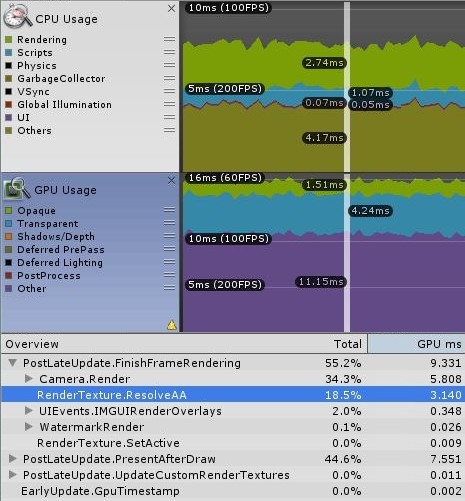 CPU Usage
Rendering
Scripts
Physics
GarbageCollector
VSync
Global Illumination
UI
Others
10ms (100FPS)
2.74ms
5ms (200FPS)
1.07ms
0.07ms
0.05ms
4.17ms
GPU Usage
Opaque
Transparent
Shadows/Depth
Deferred PrePass
Deferred Lighting
PostProcess
Other
16ms (60FPS)
1.51ms
4.24ms
10ms (100FPS)
11.15ms
5ms (200FPS)
Overview Total GPU ms
PostLateUpdate.FinishFrameRendering 55.2% 9.331
Camera.Render 34.3% 5.808
RenderTexture.ResolveAA 18.5% 3.140
UIEvents.IMGUIRenderOverlays 2.0% 0.348
WatermarkRender 0.1% 0.026
RenderTexture.SetActive 0.0% 0.009
PostLateUpdate.PresentAfterDraw 44.6% 7.551
PostLateUpdate.UpdateCustomRenderTextures 0.0% 0.011
EarlyUpdate.GpuTimestamp 0.0% 0.002